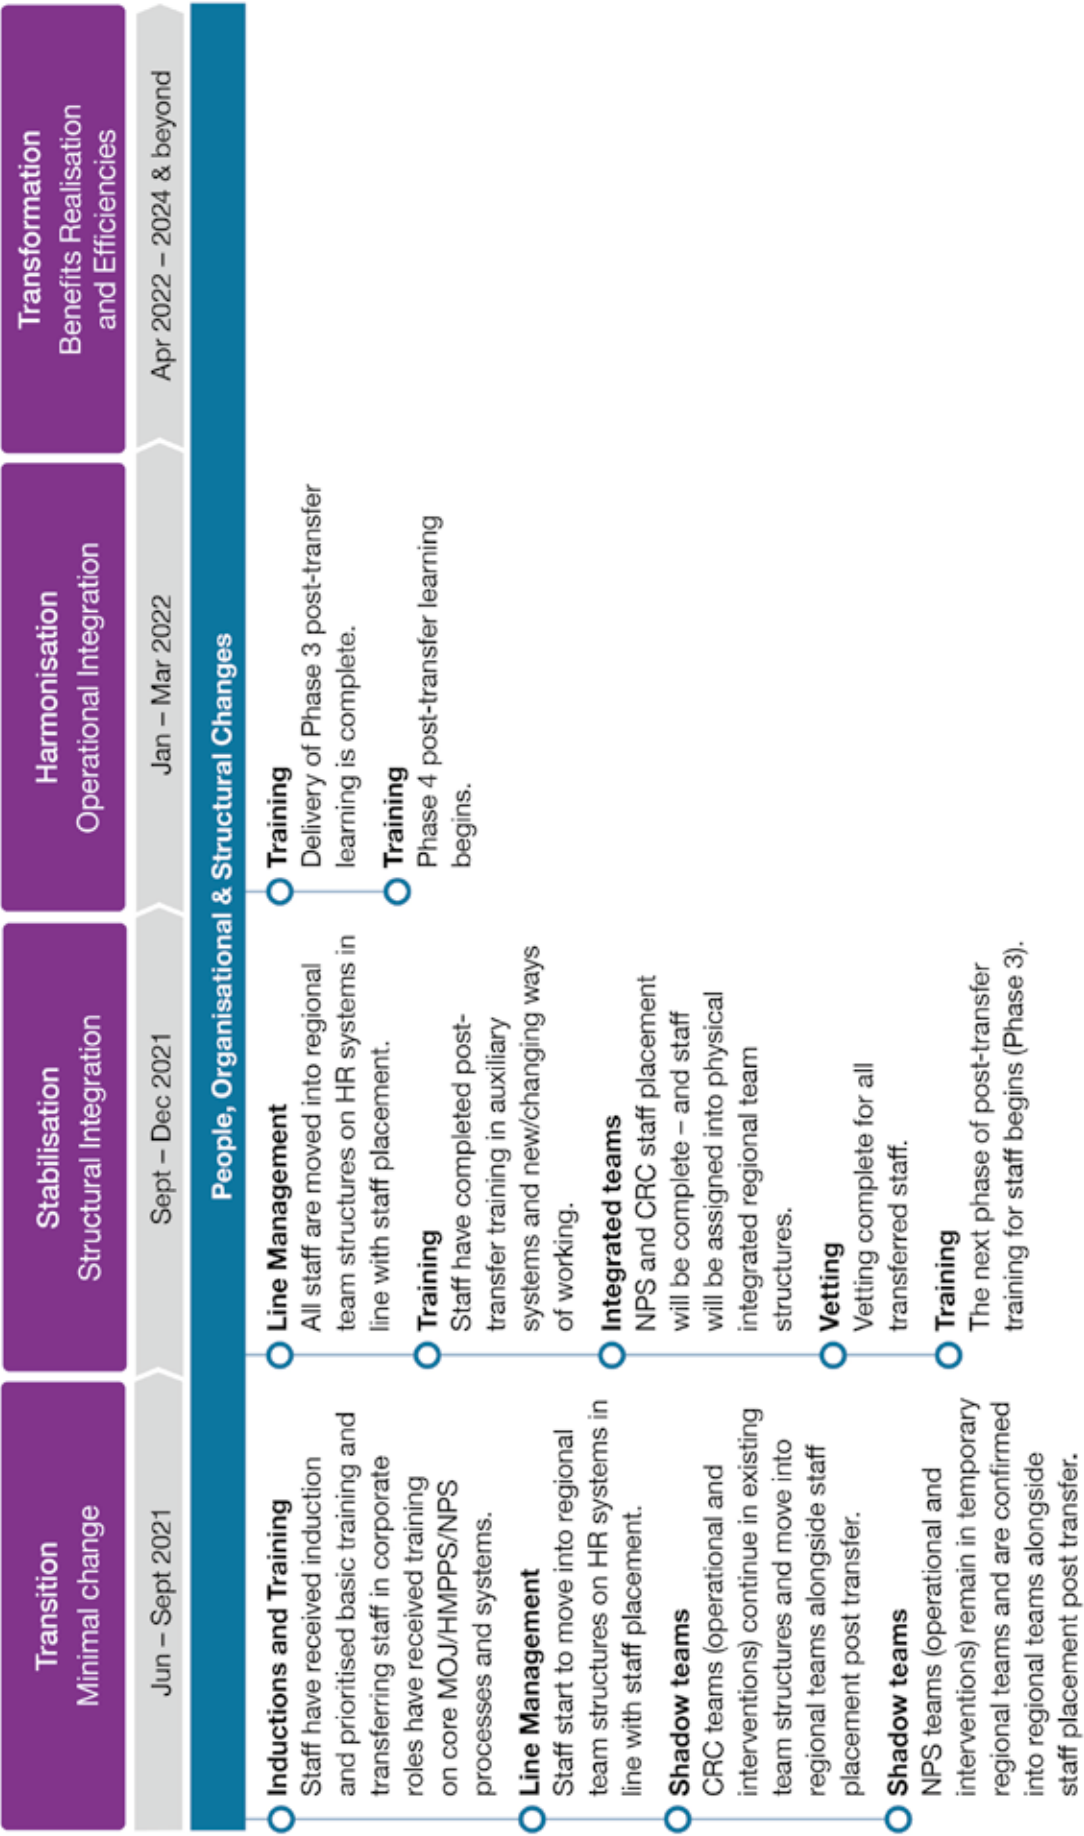 Transition
Minimal change
Stabilisation
Structural Integration
Harmonisation
Operational Integration
Transformation
Benefits Realisation
and Efficiencies
Jun – Sept 2021
Sept – Dec 2021
Jan – Mar 2022
Apr 2022 – 2024 & beyond
People, Organisational & Structural Changes
Inductions and Training
Staff have received induction
and prioritised basic training and
transferring staff in corporate
roles have received training
on core MOJ/HMPPS/NPS
processes and systems.
Line Management
Staff start to move into regional
team structures on HR systems in
line with staff placement.
Shadow teams
CRC teams (operational and
interventions) continue in existing
team structures and move into
regional teams alongside staff
placement post transfer.
Shadow teams
NPS teams (operational and
interventions) remain in temporary
regional teams and are confirmed
into regional teams alongside
staff placement post transfer.
Line Management
All staff are moved into regional
team structures on HR systems in
line with staff placement.
Training
Staff have completed post-
transfer training in auxiliary
systems and new/changing ways
of working.
Integrated teams
NPS and CRC staff placement
will be complete – and staff
will be assigned into physical
integrated regional team
structures.
Vetting
Vetting complete for all
transferred staff.
Training
The next phase of post-transfer
training for staff begins (Phase 3).
Training
Delivery of Phase 3 post-transfer
learning is complete.
Training
Phase 4 post-transfer learning
begins.